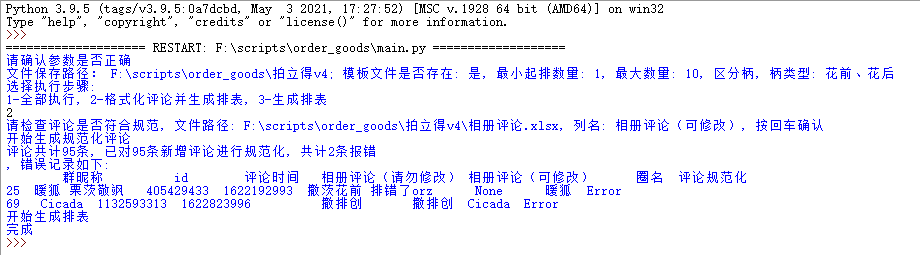 Python 3.9.5 (tags/v3.9.5:0a7dcbd, May  3 2021, 17:27:52) [MSC v.1928 64 bit (AMD64)] on win32
Type "help", "copyright", "credits" or "license()" for more information.
>>>
==================== RESTART: F:\scripts\order_goods\main.py ===================
请确认参数是否正确
文件保存路径: F:\scripts\order_goods\拍立得v4; 模板文件是否存在: 是, 最小起排数量: 1, 最大数量: 10, 区分柄, 柄类型: 花前、花后
选择执行步骤:
1-全部执行, 2-格式化评论并生成排表, 3-生成排表
2
请检查评论是否符合规范, 文件路径: F:\scripts\order_goods\拍立得v4\相册评论.xlsx, 列名: 相册评论（可修改）, 按回车确认
开始生成规范化评论
评论共计95条, 已对95条新增评论进行规范化, 共计2条报错
, 错误记录如下:
群昵称 id 评论时间 相册评论（请勿修改） 相册评论（可修改） 圈名 评论规范化
25 暖狐 栗茨敬飒 405429433 1622192993 撤茨花前 排错了orz None 暖狐 Error
69 Cicada 1132593313 1622823996 撤排创 撤排创 Cicada Error
开始生成排表
完成
>>>